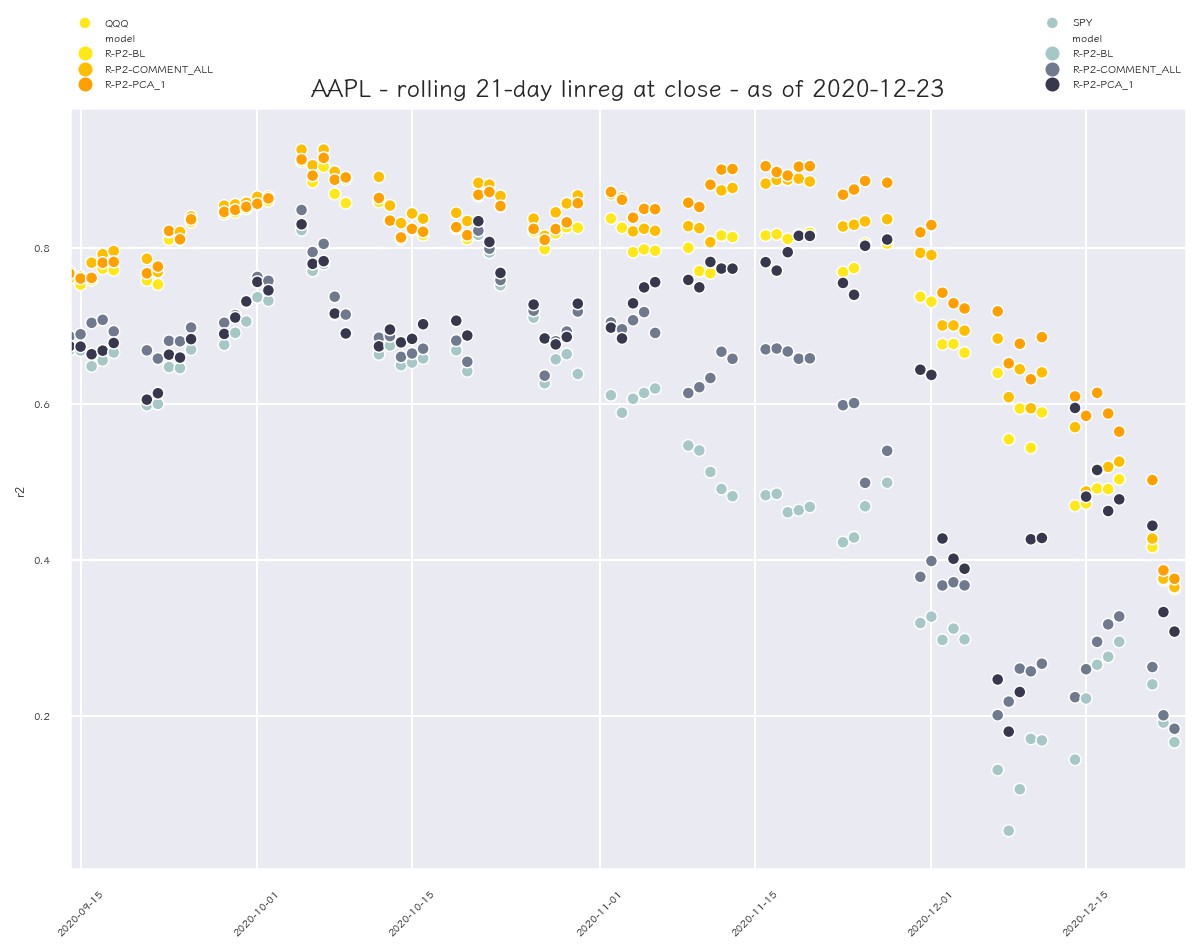 QQQ
model
R-P2-BL
R-P2-COMMENT_ALL
R-P2-PCA_1
SPY
model
R-P2-BL
R-P2-COMMENT_ALL
R-P2-PCA_1
AAPL - rolling 21-day linreg at close - as of 2020-12-23
0.8
0.6
r2
0.4
0.2
2020-09-15
2020-10-01
2020-10-15
2020-11-01
2020-11-15
2020-12-01
2020-12-15